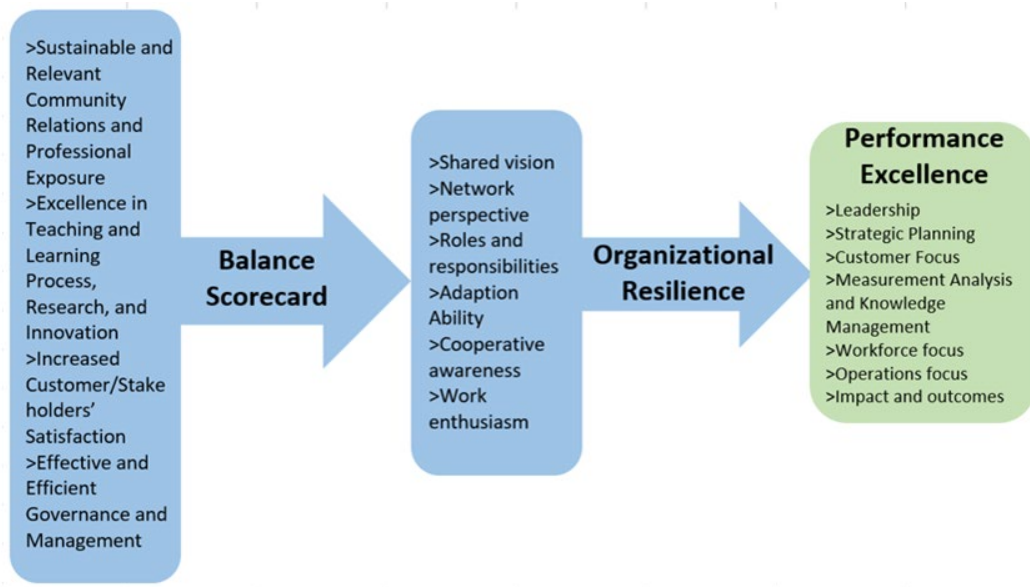 >Sustainable and
Relevant
Community
Relations and
Professional
Exposure
>Excellence in
Teaching and
Learning
Process,
Research, and
Innovation
>Increased
Customer/Stake
holders'
Satisfaction
>Effective and
Efficient
Governance and
Management
Balance
Scorecard
>Shared vision
>Network
perspective
>Roles and
responsibilities
>Adaption
Ability
>Cooperative
awareness
>Work
enthusiasm
Organizational
Resilience
Performance
Excellence
>Leadership
>Strategic Planning
>Customer Focus
>Measurement Analysis
and Knowledge
Management
>Workforce focus
>Operations focus
>Impact and outcomes